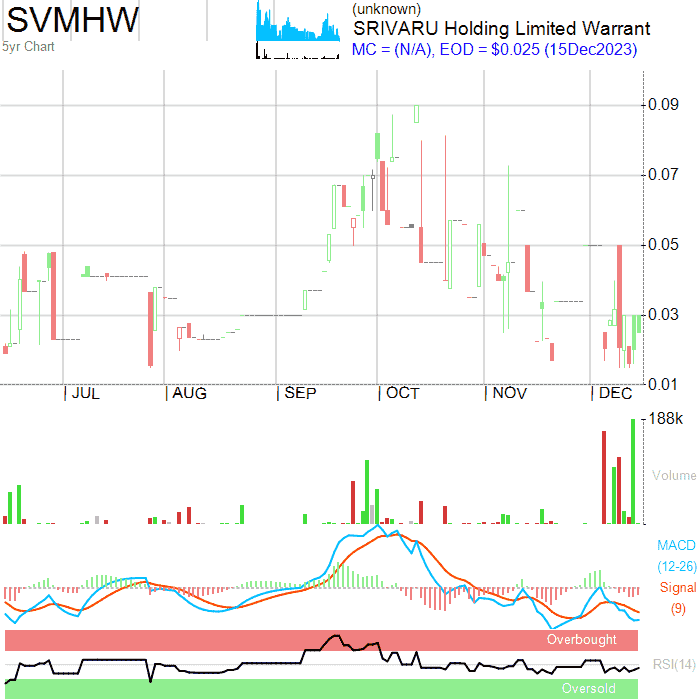 SVMHW
5yr Chart
(unknown)
SRIVARU Holding Limited Warrant
MC = (N/A), EOD = $0.025 (15Dec2023)
0.09
0.07
0.05
0.03
0.01
JUL AUG SEP OCT NOV DEC
188k
Volume
MACD
(12-26)
Signal
(9)
Overbought
RSI(14)
Oversold